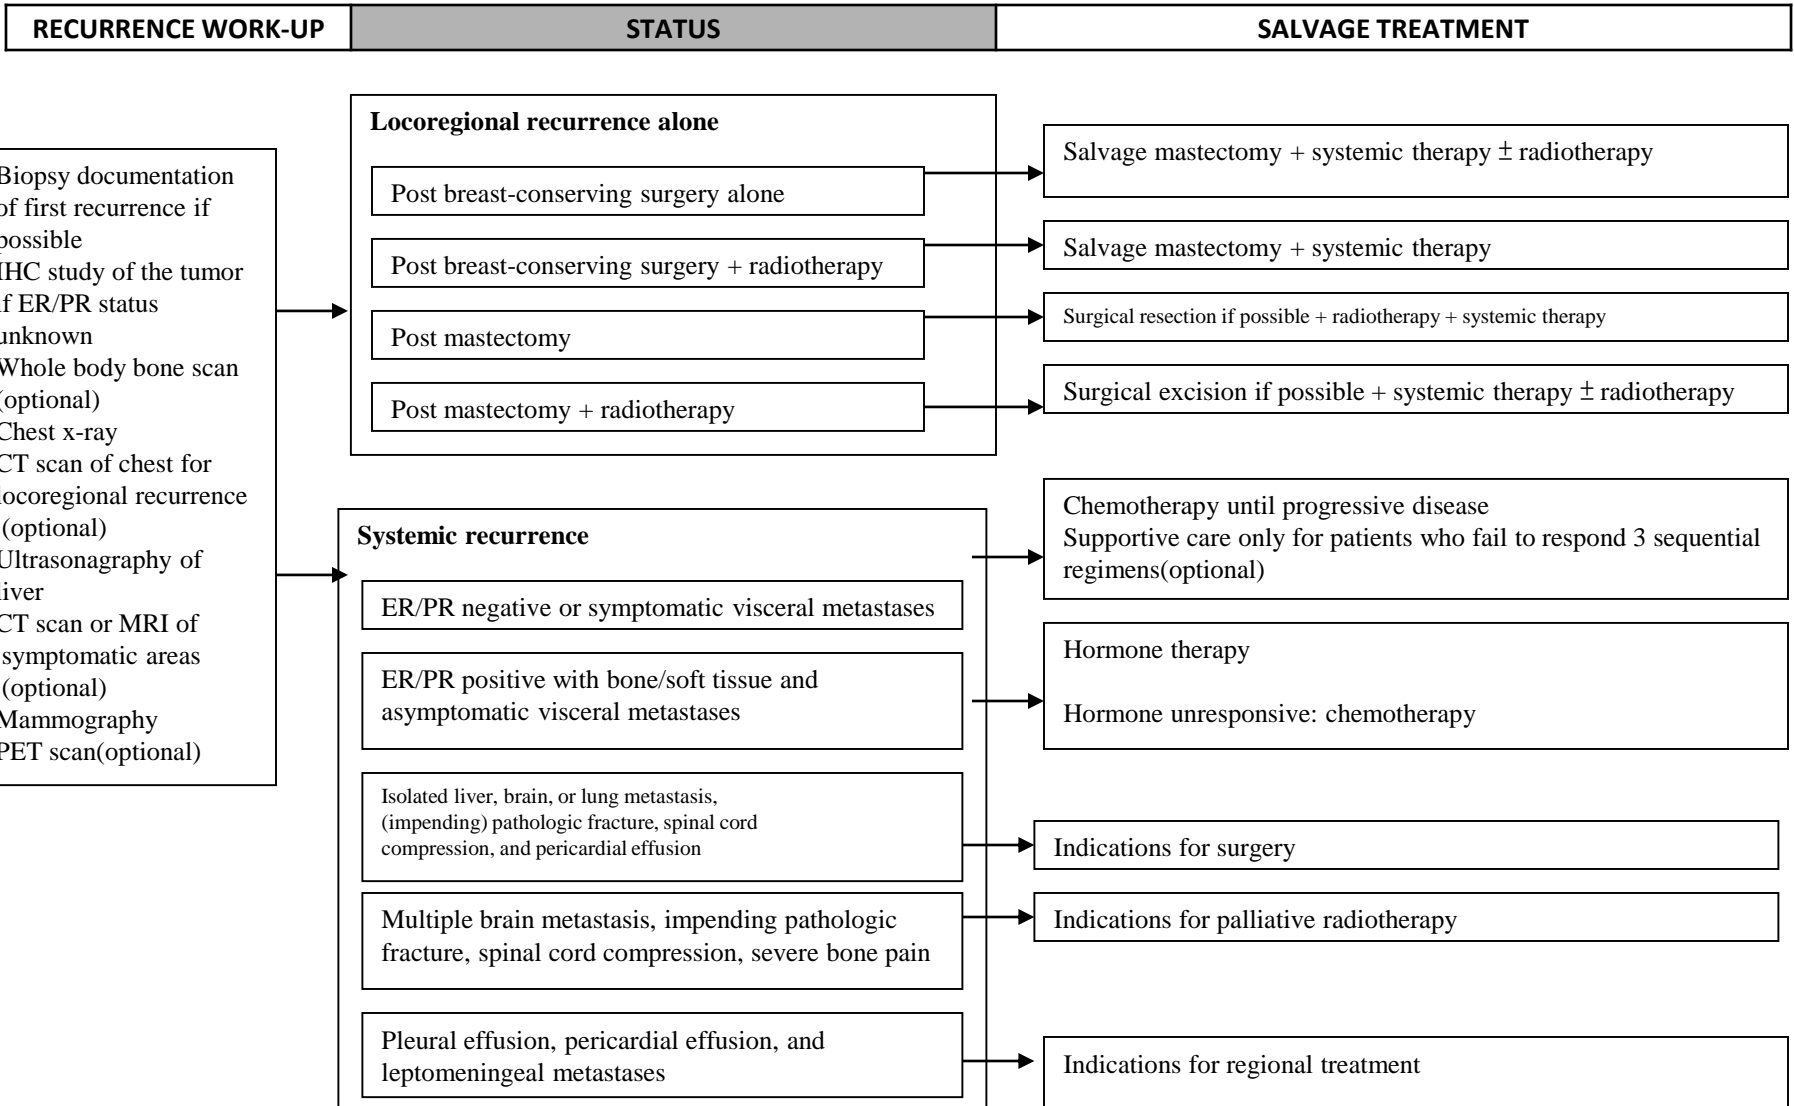 RECURRENCE WORK-UP
STATUS
SALVAGE TREATMENT
Biopsy documentation
of first recurrence if
possible
IHC study of the tumor
if ER/PR status
unknown
Whole body bone scan
(optional)
Chest x-ray
CT scan of chest for
locoregional recurrence
(optional)
Ultrasonagraphy of
liver
CT scan or MRI of
symptomatic areas
(optional)
Mammography
PET scan(optional)
Locoregional recurrence alone
Post breast-conserving surgery alone
Salvage mastectomy + systemic therapy ± radiotherapy
Post breast-conserving surgery + radiotherapy
Salvage mastectomy + systemic therapy
Post mastectomy
Surgical resection if possible + radiotherapy + systemic therapy
Post mastectomy + radiotherapy
Surgical excision if possible + systemic therapy ± radiotherapy
Systemic recurrence
ER/PR negative or symptomatic visceral metastases
Chemotherapy until progressive disease
Supportive care only for patients who fail to respond 3 sequential
regimens(optional)
ER/PR positive with bone/soft tissue and
asymptomatic visceral metastases
Hormone therapy
Hormone unresponsive: chemotherapy
Isolated liver, brain, or lung metastasis,
(impending) pathologic fracture, spinal cord
compression, and pericardial effusion
Indications for surgery
Multiple brain metastasis, impending pathologic
fracture, spinal cord compression, severe bone pain
Indications for palliative radiotherapy
Pleural effusion, pericardial effusion, and
leptomeningeal metastases
Indications for regional treatment